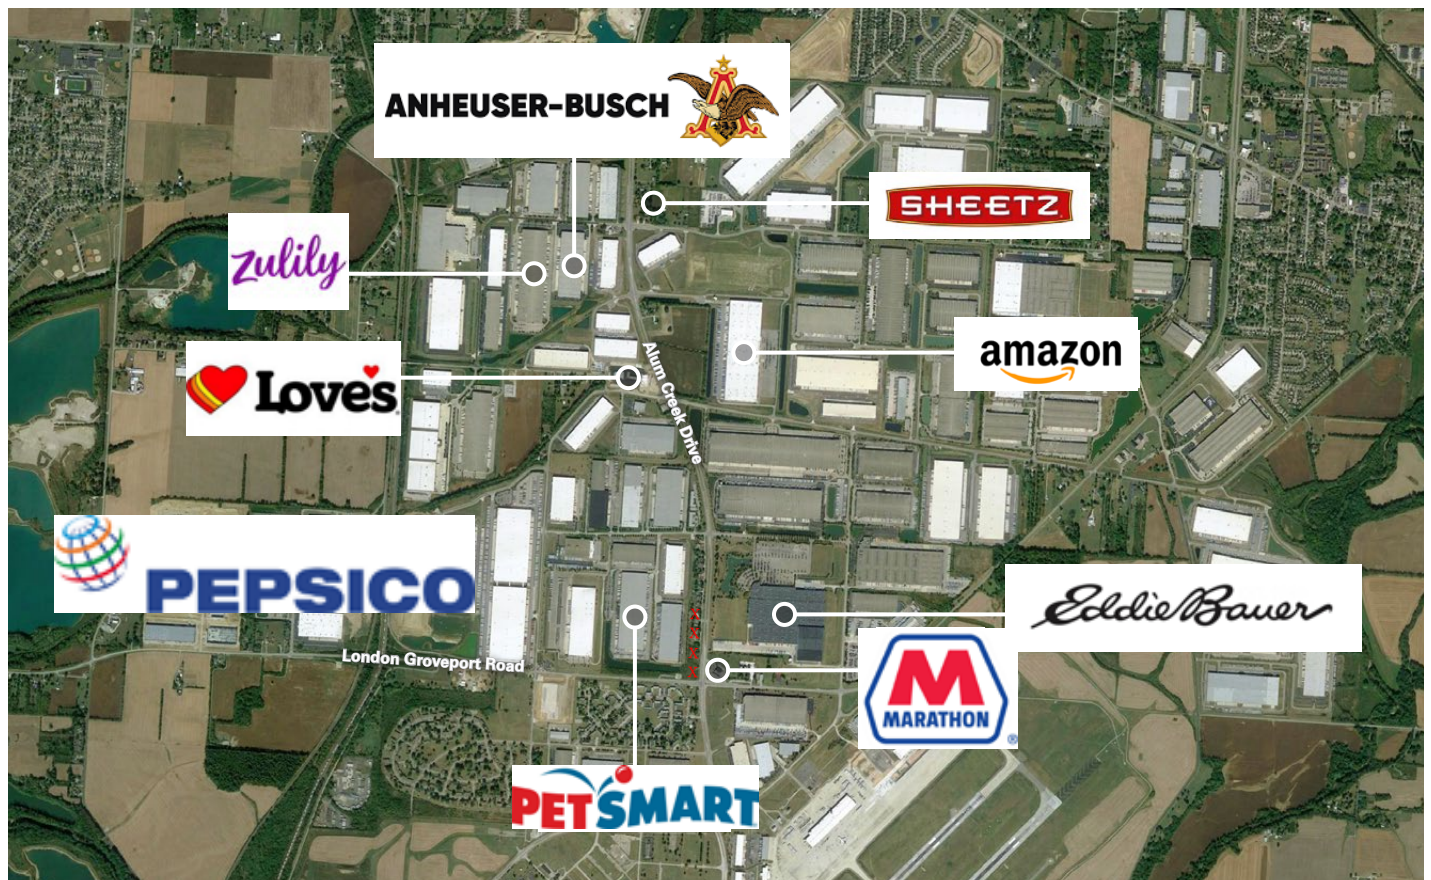 ANHEUSER-BUSCH
SHEETZ
zulily
amazon
Love's
Alum Creek Drive
PEPSICO
Eddie Bauer
London Groveport Road
M
MARATHON
PETSMART